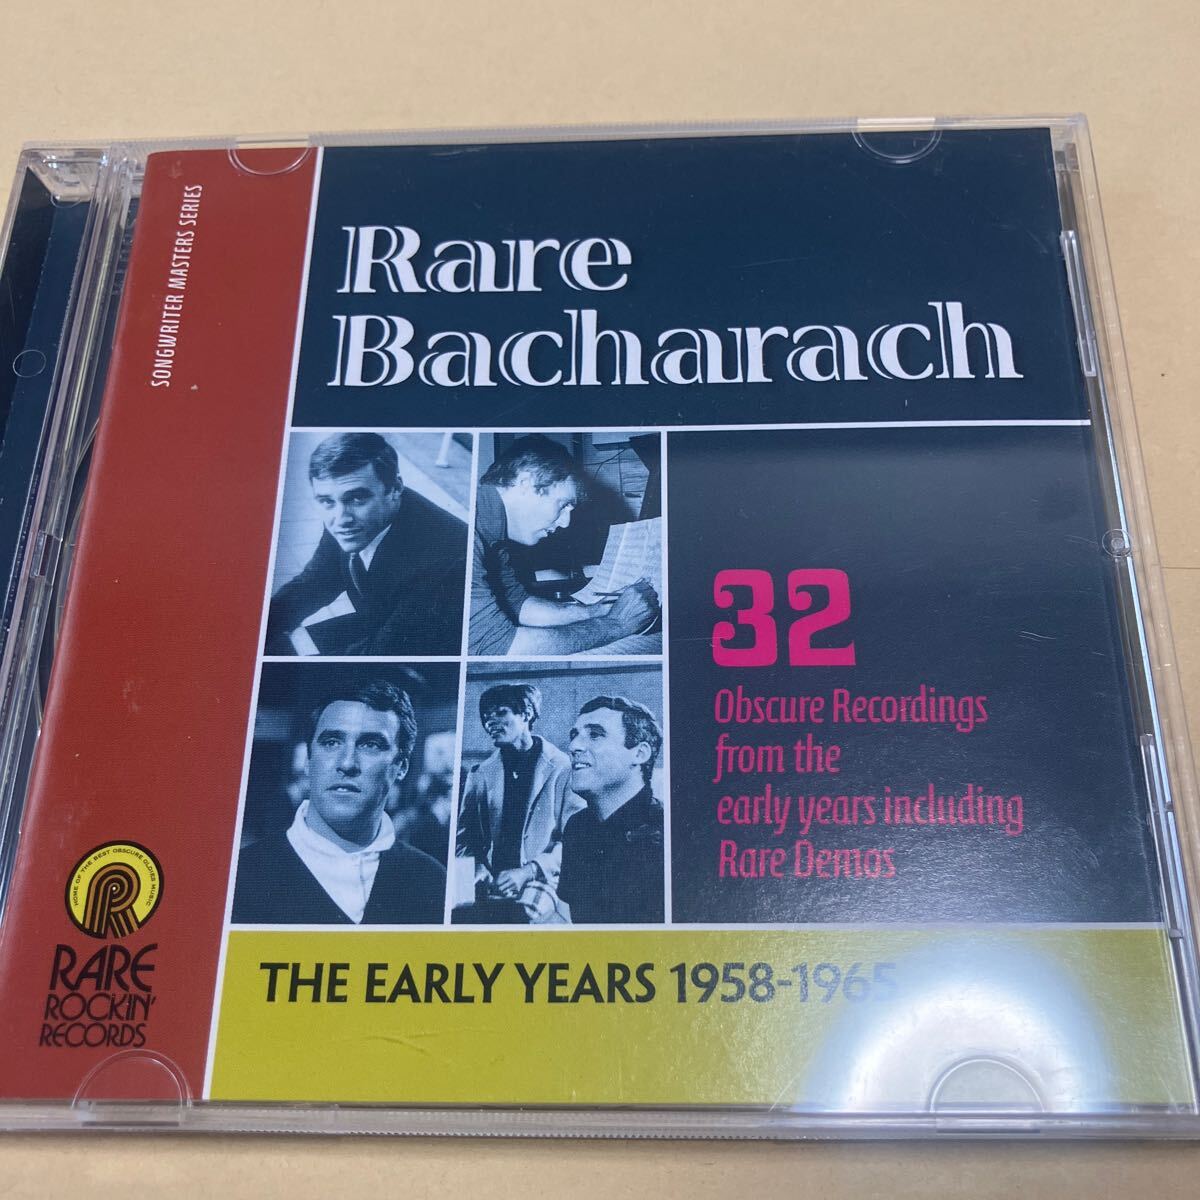 SONGWRITER MASTERS SERIES
Rare
Bacharach
32
Obscure Recordings
from the
early years including
Rare Demos
HOME OF THE BEST OBSCURE OLDIES MUSIC
R
RARE
ROCKIN'
RECORDS
THE EARLY YEARS 1958-1965